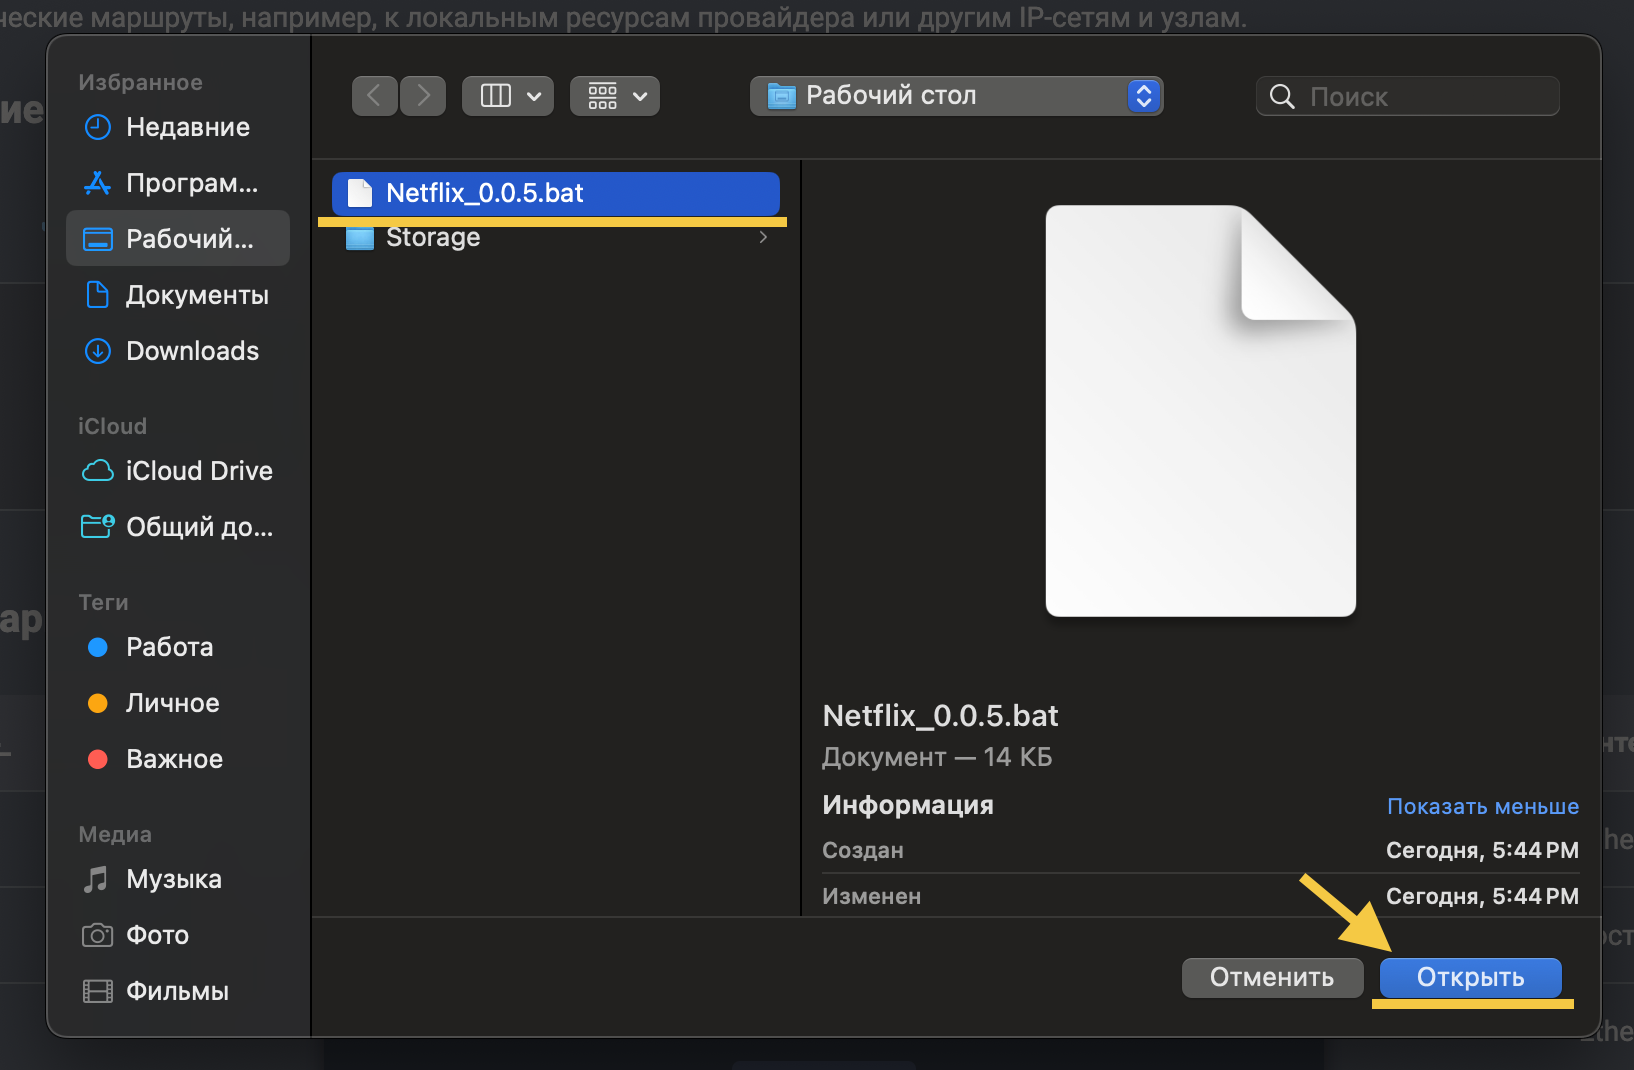 ческие маршруты, например, к локальным ресурсам провайдера или другим IP-сетям и узлам.
Избранное
Недавние
Програм...
Рабочий...
Документы
Downloads
iCloud
iCloud Drive
Общий до...
Теги
Работа
Личное
Важное
Медиа
Музыка
Фото
Фильмы
Рабочий стол
Поиск
Netflix_0.0.5.bat
Storage
Netflix_0.0.5.bat
Документ — 14 КБ
Информация
Показать меньше
Создан
Сегодня, 5:44 PM
Изменен
Сегодня, 5:44 PM
Отменить
Открыть